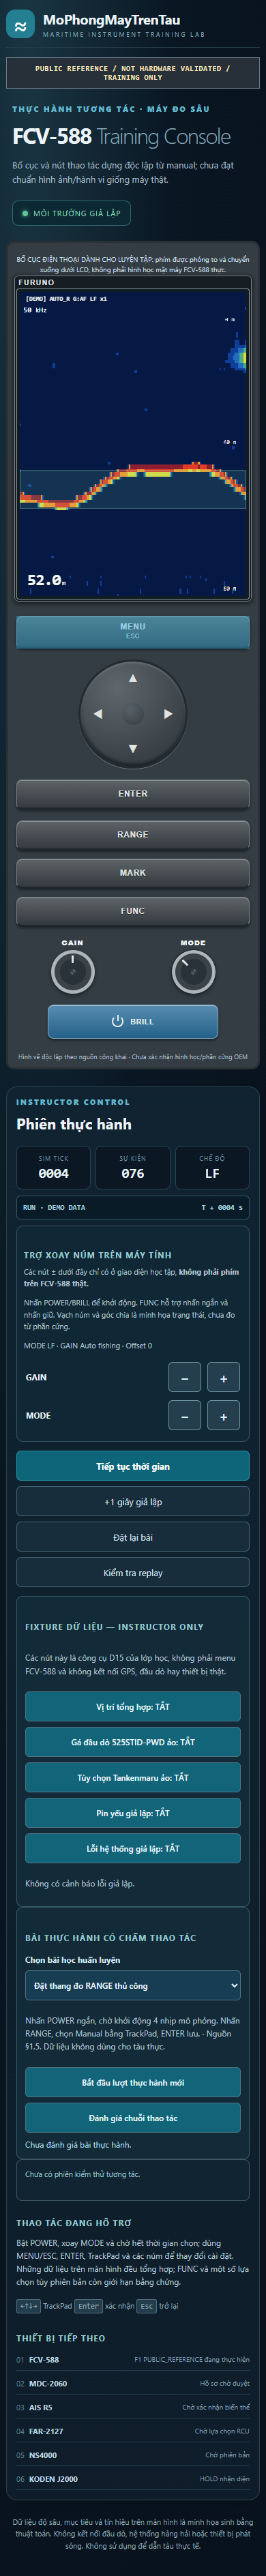 ≈ MoPhongMayTrenTau
MARITIME INSTRUMENT TRAINING LAB
PUBLIC REFERENCE / NOT HARDWARE VALIDATED /
TRAINING ONLY
THỰC HÀNH TƯƠNG TÁC · MÁY ĐO SÂU
FCV-588 Training Console
Bố cục và nút thao tác dựng độc lập từ manual; chưa đạt
chuẩn hình ảnh/hành vi giống máy thật.
MÔI TRƯỜNG GIẢ LẬP
BỐ CỤC ĐIỆN THOẠI DÀNH CHO LUYỆN TẬP: phím được phóng to và chuyển
xuống dưới LCD, không phải hình học mặt máy FCV-588 thực.
FURUNO
[DEMO] AUTO_R G:AF LF x1
50 kHz
40 m
52.0m
80 m
MENU
ESC
▲
◀ ▶
▼
ENTER
RANGE
MARK
FUNC
GAIN MODE
BRILL
Hình vẽ độc lập theo nguồn công khai · Chưa xác nhận hình học/phần cứng OEM
INSTRUCTOR CONTROL
Phiên thực hành
SIM TICK SỰ KIỆN CHẾ ĐỘ
0004 076 LF
RUN · DEMO DATA T + 0004 s
TRỢ XOAY NÚM TRÊN MÁY TÍNH
Các nút ± dưới đây chỉ có ở giao diện học tập, không phải phím
trên FCV-588 thật.
Nhấn POWER/BRILL để khởi động. FUNC hỗ trợ nhấn ngắn và
nhấn giữ. Vạch núm và góc chỉ là minh họa trạng thái, chưa đo
từ phần cứng.
MODE LF · GAIN Auto fishing · Offset 0
GAIN − +
MODE − +
Tiếp tục thời gian
+1 giây giả lập
Đặt lại bài
Kiểm tra replay
FIXTURE DỮ LIỆU — INSTRUCTOR ONLY
Các nút này là công cụ D15 của lớp học, không phải menu
FCV-588 và không kết nối GPS, đầu dò hay thiết bị thật.
Vị trí tổng hợp: TẮT
Gá đầu dò 525STID-PWD ảo: TẮT
Tùy chọn Tankenmaru ảo: TẮT
Pin yếu giả lập: TẮT
Lỗi hệ thống giả lập: TẮT
Không có cảnh báo lỗi giả lập.
BÀI THỰC HÀNH CÓ CHẤM THAO TÁC
Chọn bài học huấn luyện
Đặt thang đo RANGE thủ công
Nhấn POWER ngắn, chờ khởi động 4 nhịp mô phỏng. Nhấn
RANGE, chọn Manual bằng TrackPad, ENTER lưu. · Nguồn
§1.5. Dữ liệu không dùng cho tàu thực.
Bắt đầu lượt thực hành mới
Đánh giá chuỗi thao tác
Chưa đánh giá bài thực hành.
Chưa có phiên kiểm thử tương tác.
THAO TÁC ĐANG HỖ TRỢ
Bật POWER, xoay MODE và chờ hết thời gian chọn; dùng
MENU/ESC, ENTER, TrackPad và các núm để thay đổi cài đặt.
Những dữ liệu trên màn hình đều tổng hợp; FUNC và một số lựa
chọn tùy phiên bản còn giới hạn bằng chứng.
←↑↓→ TrackPad Enter xác nhận Esc trở lại
THIẾT BỊ TIẾP THEO
01 FCV-588 F1 PUBLIC_REFERENCE đang thực hiện
02 MDC-2060 Hồ sơ chờ duyệt
03 AIS R5 Chờ xác nhận biến thể
04 FAR-2127 Chờ lựa chọn RCU
05 NS4000 Chờ phiên bản
06 KODEN J2000 HOLD nhận diện
Dữ liệu độ sâu, mục tiêu và tín hiệu trên màn hình là minh họa sinh bằng
thuật toán. Không kết nối đầu dò, hệ thống hàng hải hoặc thiết bị phát
sóng. Không sử dụng để dẫn tàu thực tế.